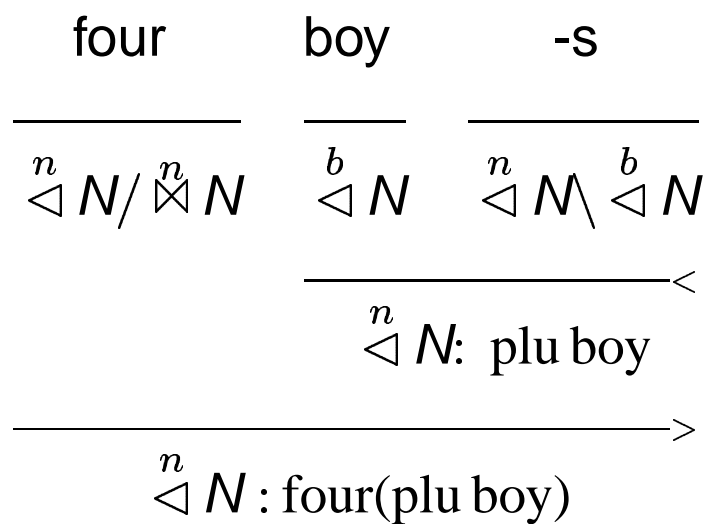 four boy -s
n◁ N/ n⋈ N b◁ N n◁ N\ b◁ N
<
n◁ N: plu boy
>
n◁ N : four(plu boy)